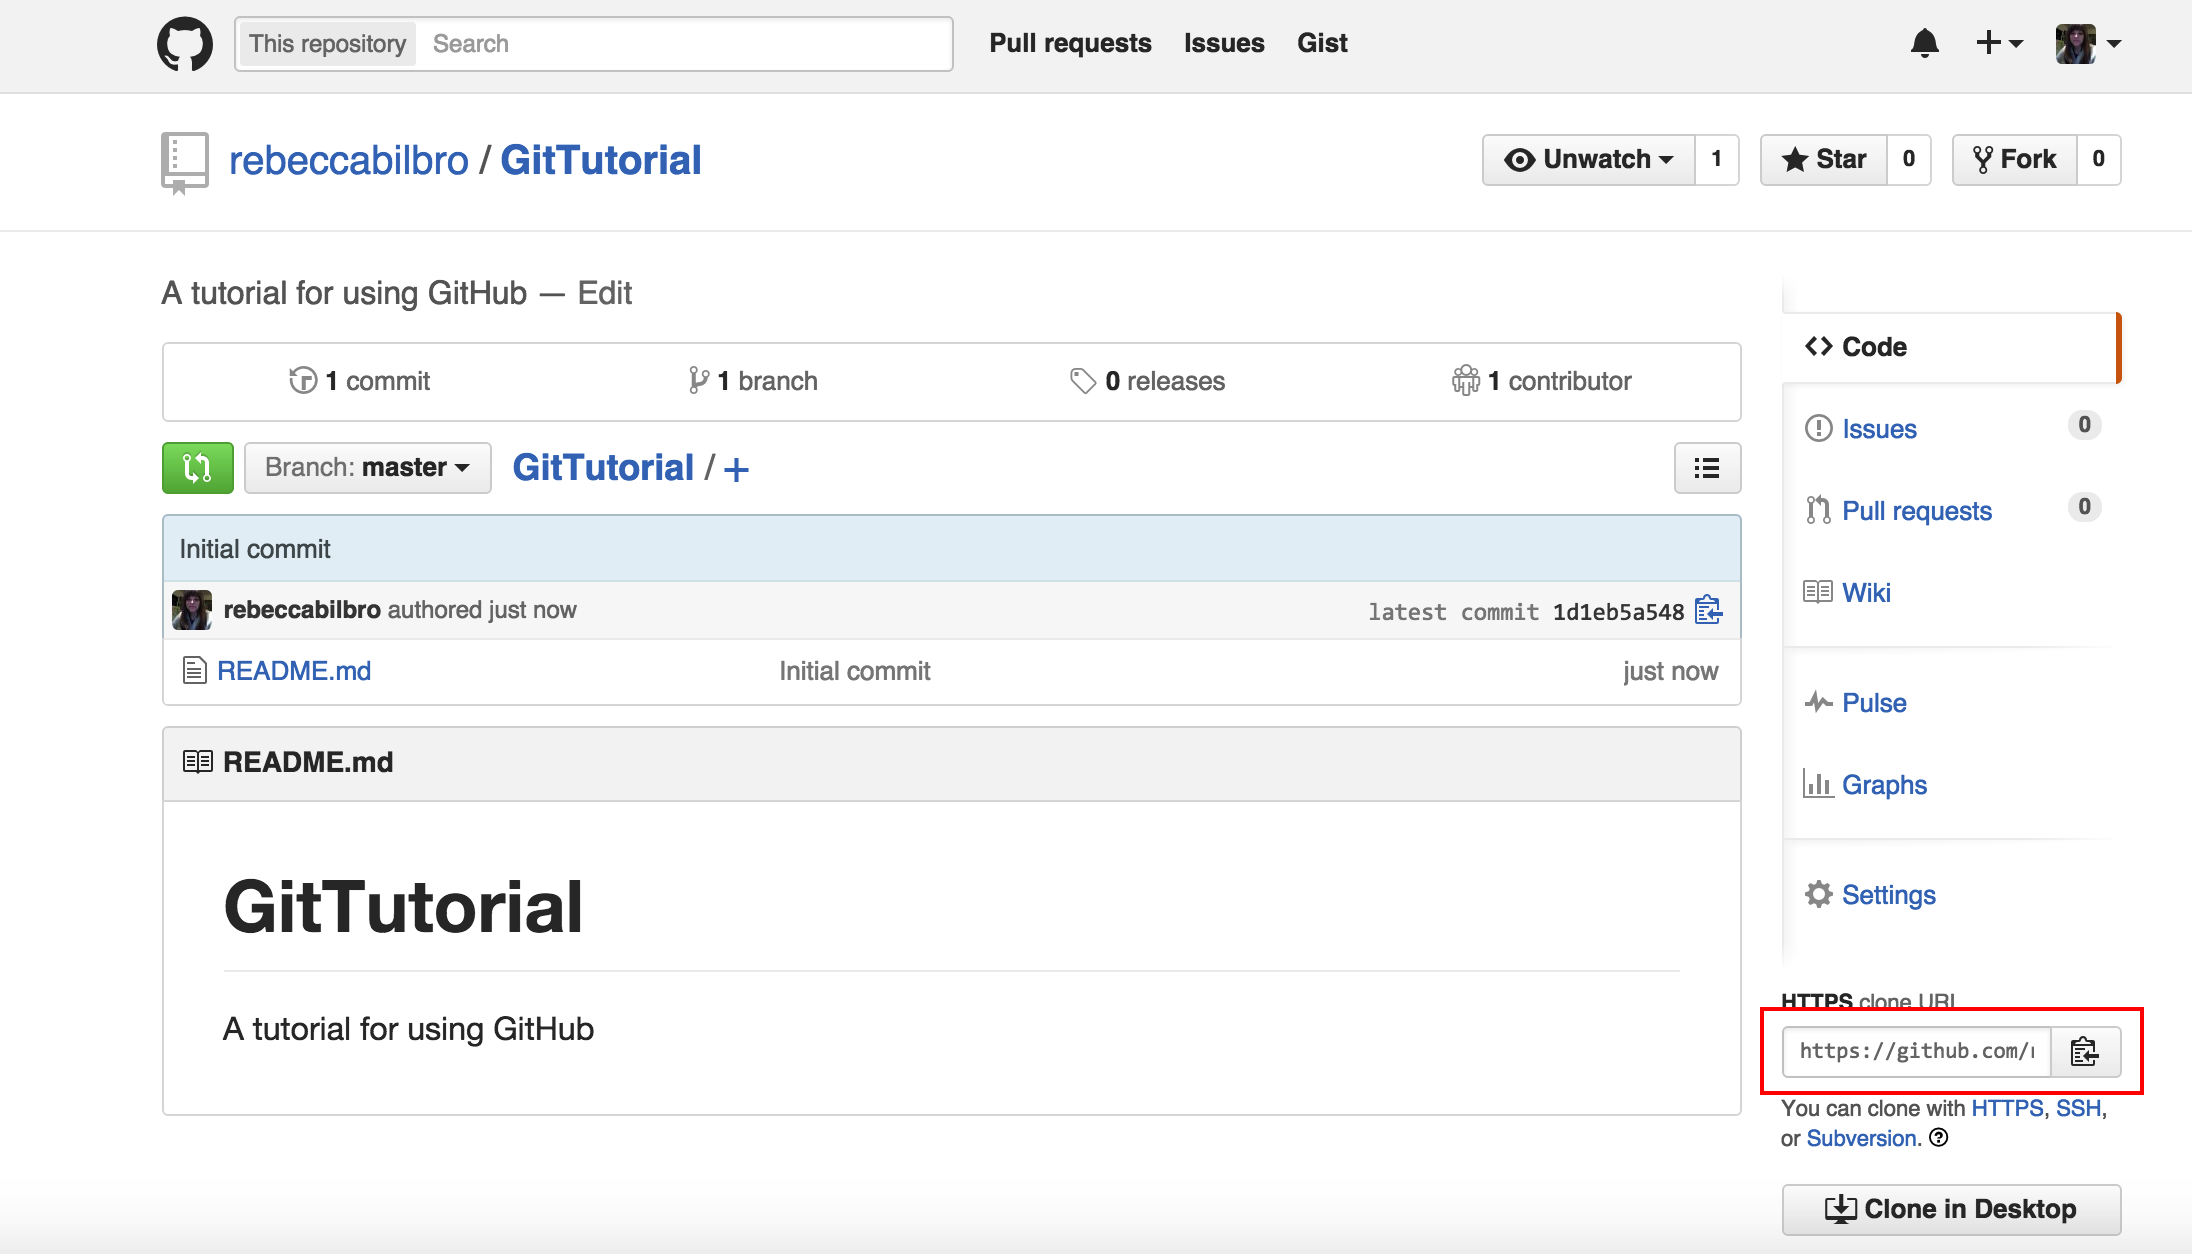 This repository Search Pull requests Issues Gist
rebeccabilbro / GitTutorial Unwatch 1 Star 0 Fork 0
A tutorial for using GitHub — Edit
1 commit 1 branch 0 releases 1 contributor
Branch: master GitTutorial / +
Initial commit
rebeccabilbro authored just now latest commit 1d1eb5a548
README.md Initial commit just now
README.md
GitTutorial
A tutorial for using GitHub
Code
Issues 0
Pull requests 0
Wiki
Pulse
Graphs
Settings
HTTPS clone URL
https://github.com/r
You can clone with HTTPS, SSH,
or Subversion.
Clone in Desktop